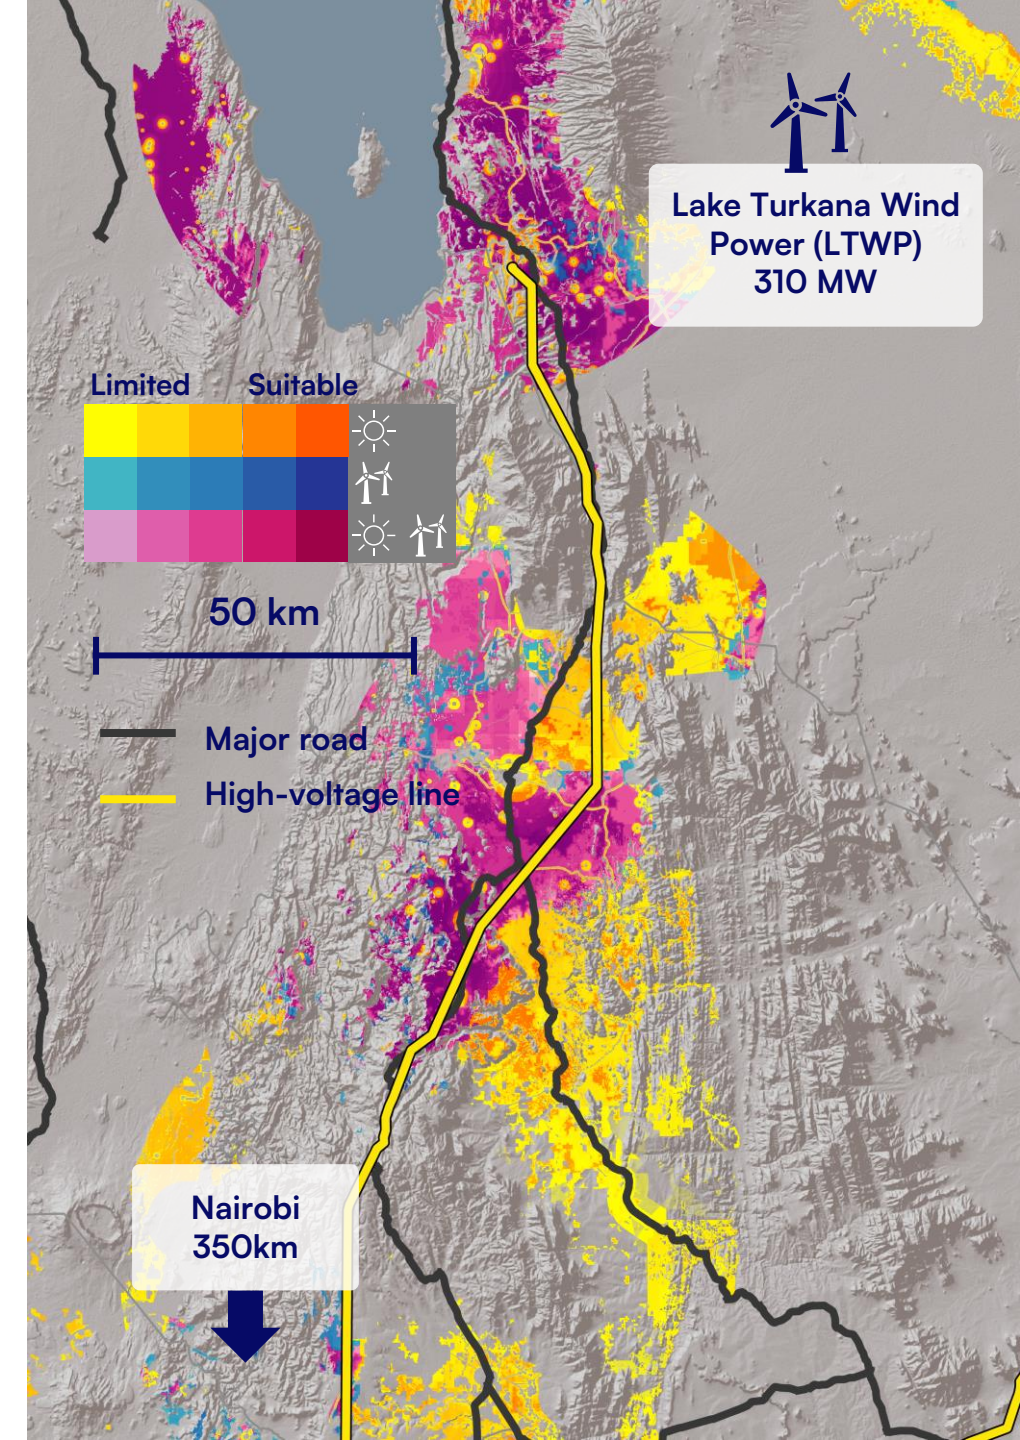 Lake Turkana Wind
Power (LTWP)
310 MW
Limited Suitable
50 km
Major road
High-voltage line
Nairobi
350km